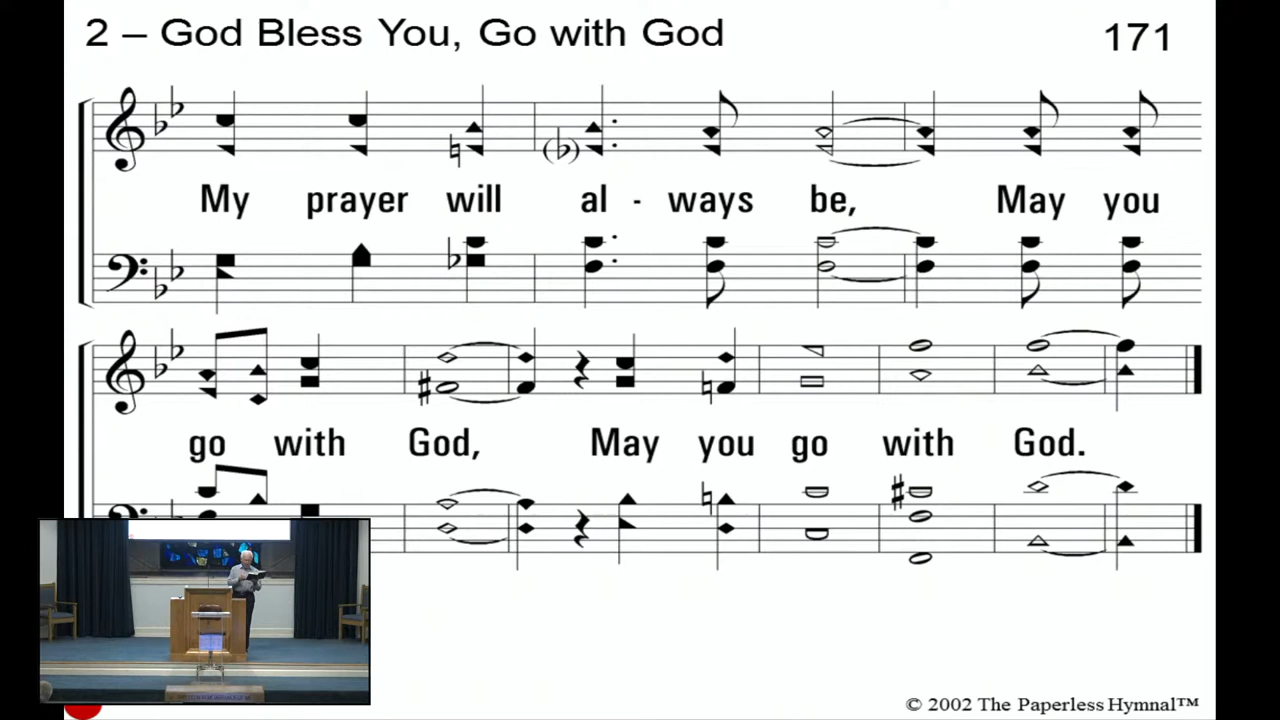 2 – God Bless You, Go with God
171
My prayer will al - ways be, May you
go with God, May you go with God.
© 2002 The Paperless Hymnal™